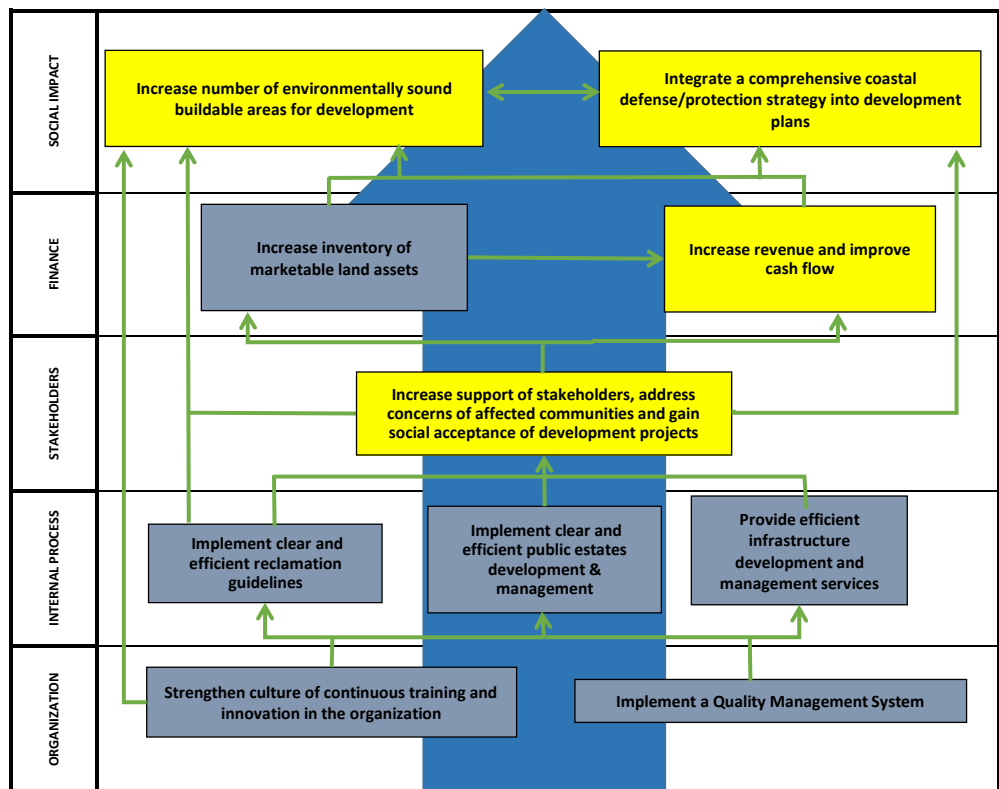 SOCIAL IMPACT
Increase number of environmentally sound
buildable areas for development
Integrate a comprehensive coastal
defense/protection strategy into development
plans
FINANCE
Increase inventory of
marketable land assets
Increase revenue and improve
cash flow
STAKEHOLDERS
Increase support of stakeholders, address
concerns of affected communities and gain
social acceptance of development projects
INTERNAL PROCESS
Implement clear and
efficient reclamation
guidelines
Implement clear and
efficient public estates
development &
management
Provide efficient
infrastructure
development and
management services
ORGANIZATION
Strengthen culture of continuous training and
innovation in the organization
Implement a Quality Management System